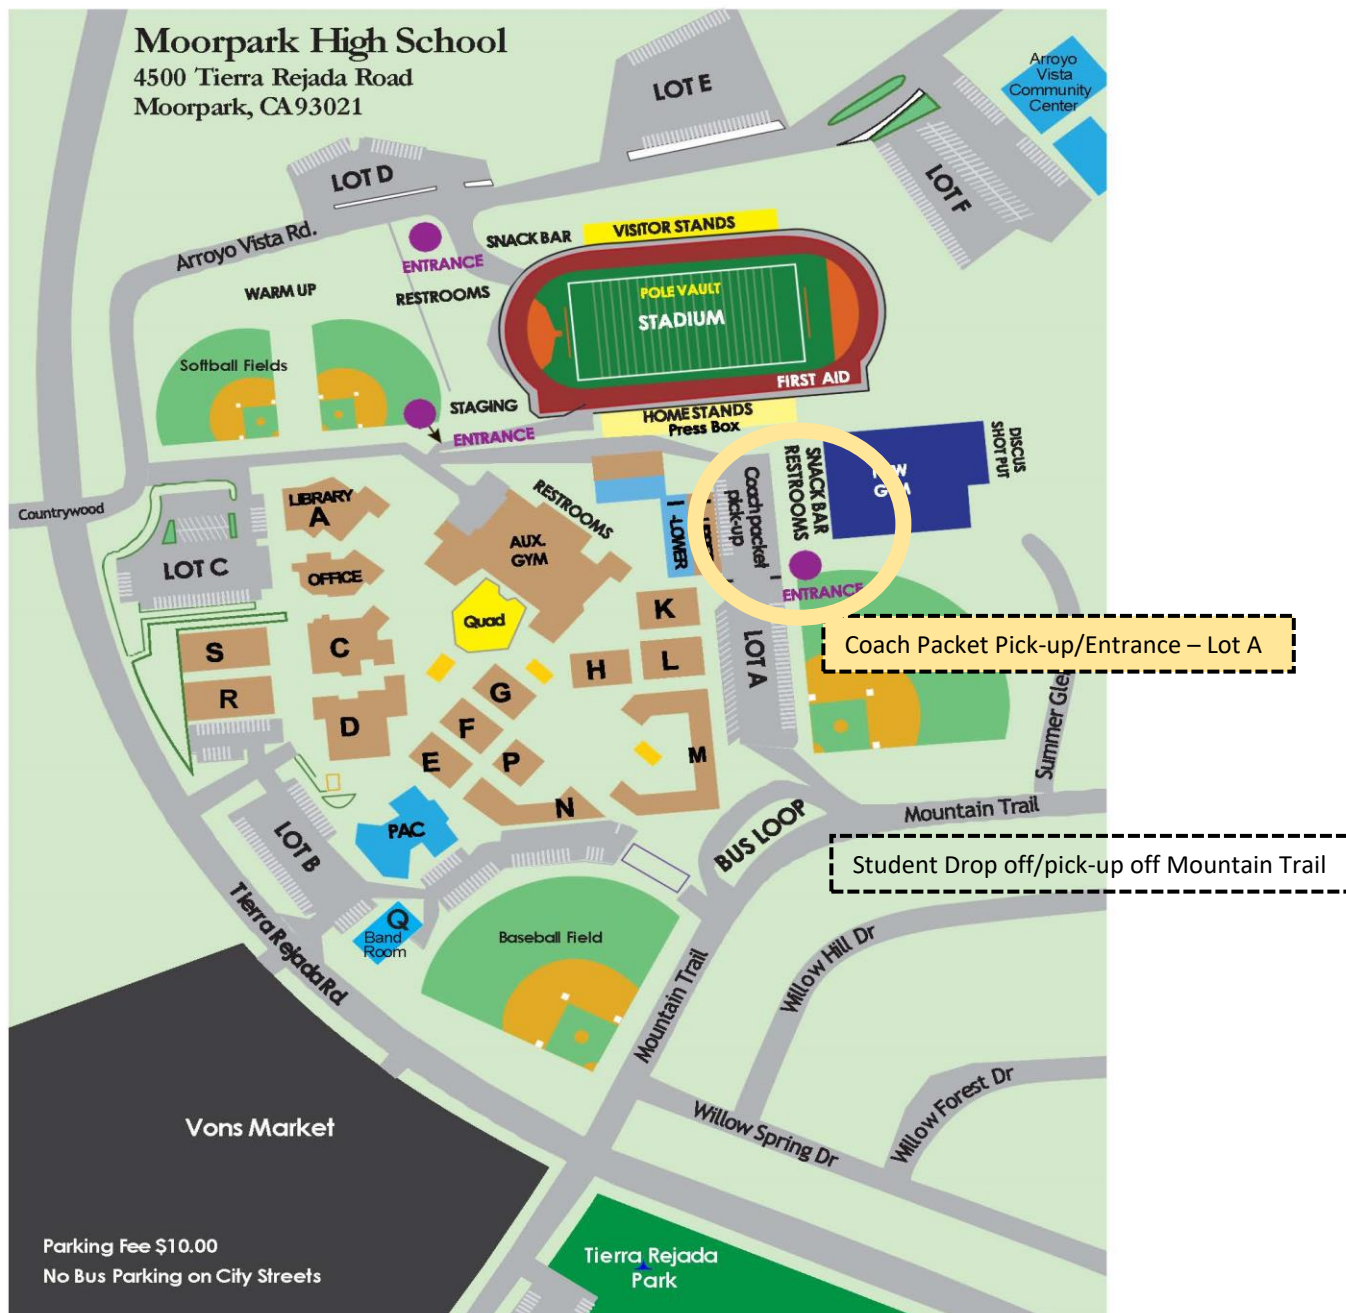 Moorpark High School
4500 Tierra Rejada Road
Moorpark, CA 93021
LOT E
Arroyo
Vista
Community
Center
LOT D
LOT F
Arroyo Vista Rd.
SNACK BAR
VISITOR STANDS
ENTRANCE
WARM UP
RESTROOMS
POLE VAULT
STADIUM
Softball Fields
FIRST AID
STAGING
ENTRANCE
HOME STANDS
Press Box
DISCUS
SHOT PUT
SNACK BAR
RESTROOMS
GYM
Coach packet
pick-up
LIBRARY
A
RESTROOMS
Countrywood
AUX.
GYM
I -LOWER
LOT C
OFFICE
ENTRANCE
K
Quad
Coach Packet Pick-up/Entrance – Lot A
LOT A
S
C
H
L
R
G
D
F
M
E
P
Mountain Trail
N
PAC
BUS LOOP
LOT B
Student Drop off/pick-up off Mountain Trail
Q
Band
Room
Baseball Field
Tierra Rejada Rd.
Willow Hill Dr
Mountain Trail
Willow Forest Dr
Willow Spring Dr
Vons Market
Parking Fee $10.00
No Bus Parking on City Streets
Tierra Rejada
Park